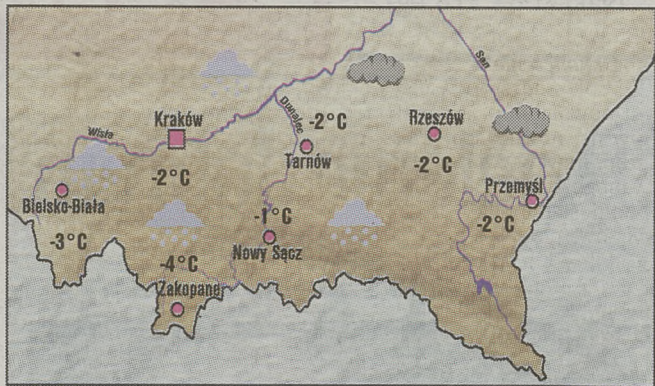 San
Dunajec
Kraków
-2°C
Rzeszów
Wisła
Tarnów
-2°C
-2°C
Przemyśl
Bielsko-Biała
-1°C
-2°C
-3°C
Nowy Sącz
-4°C
Zakopane